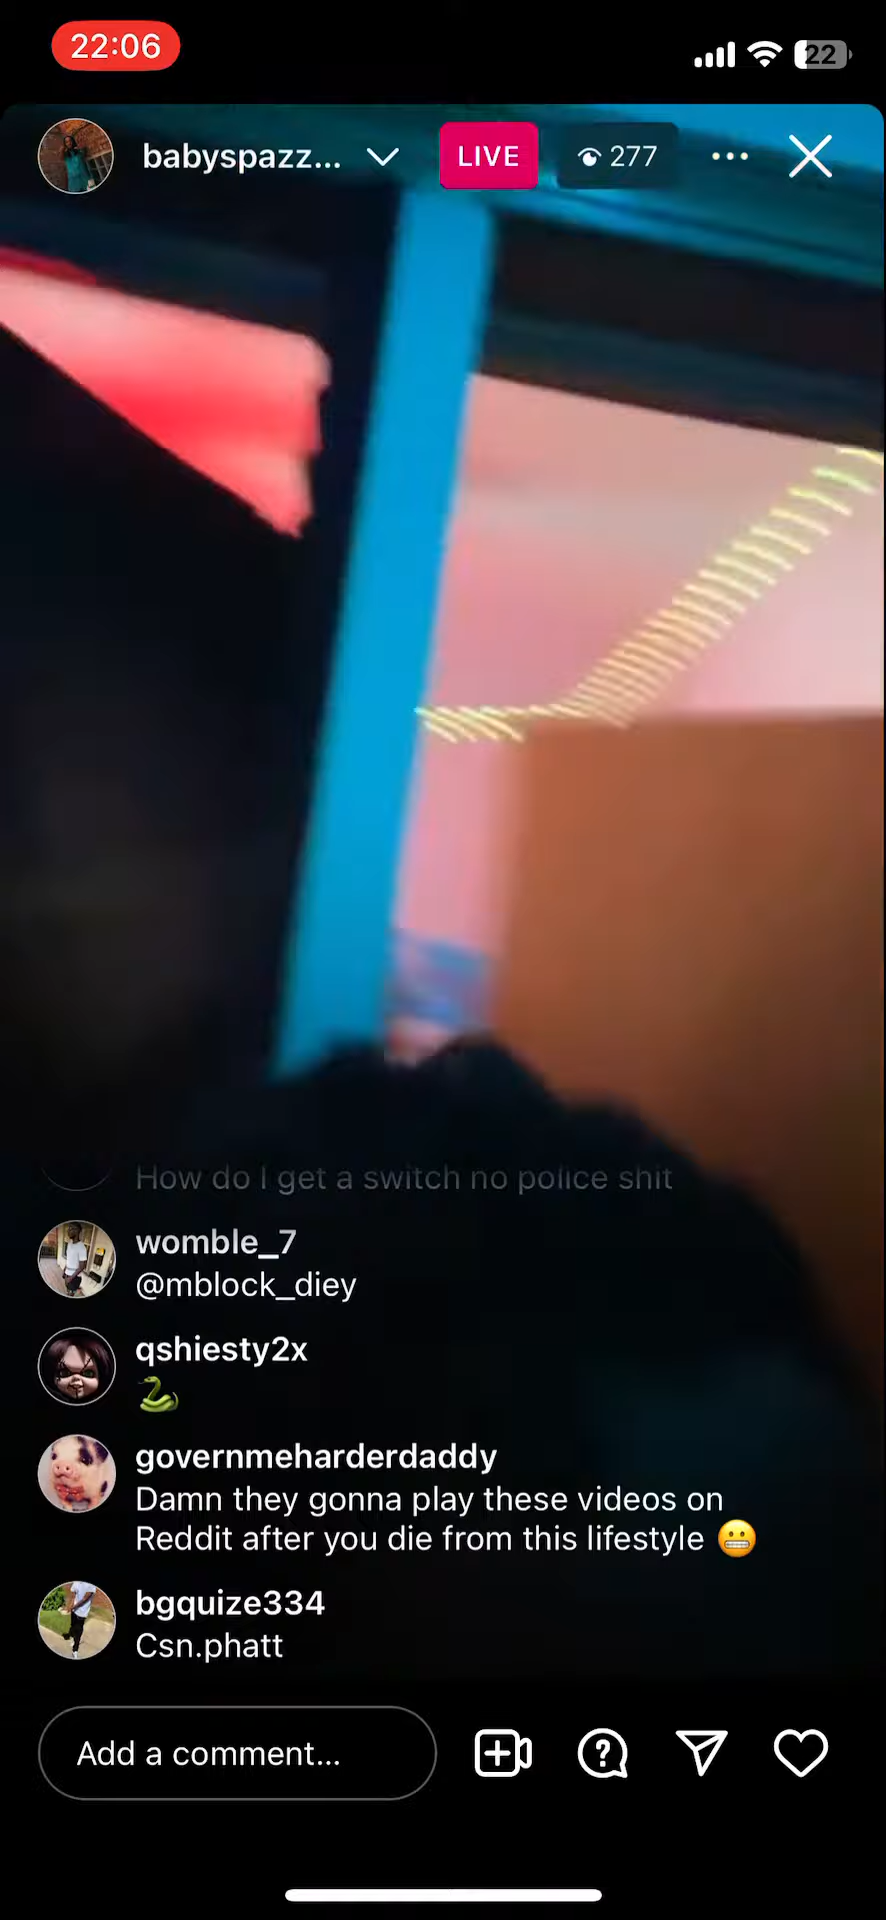 22:06
22
babyspazz...
LIVE
277
How do I get a switch no police shit
womble_7
@mblock_diey
qshiesty2x
🐍
governmeharderdaddy
Damn they gonna play these videos on
Reddit after you die from this lifestyle 😬
bgquize334
Csn.phatt
Add a comment...